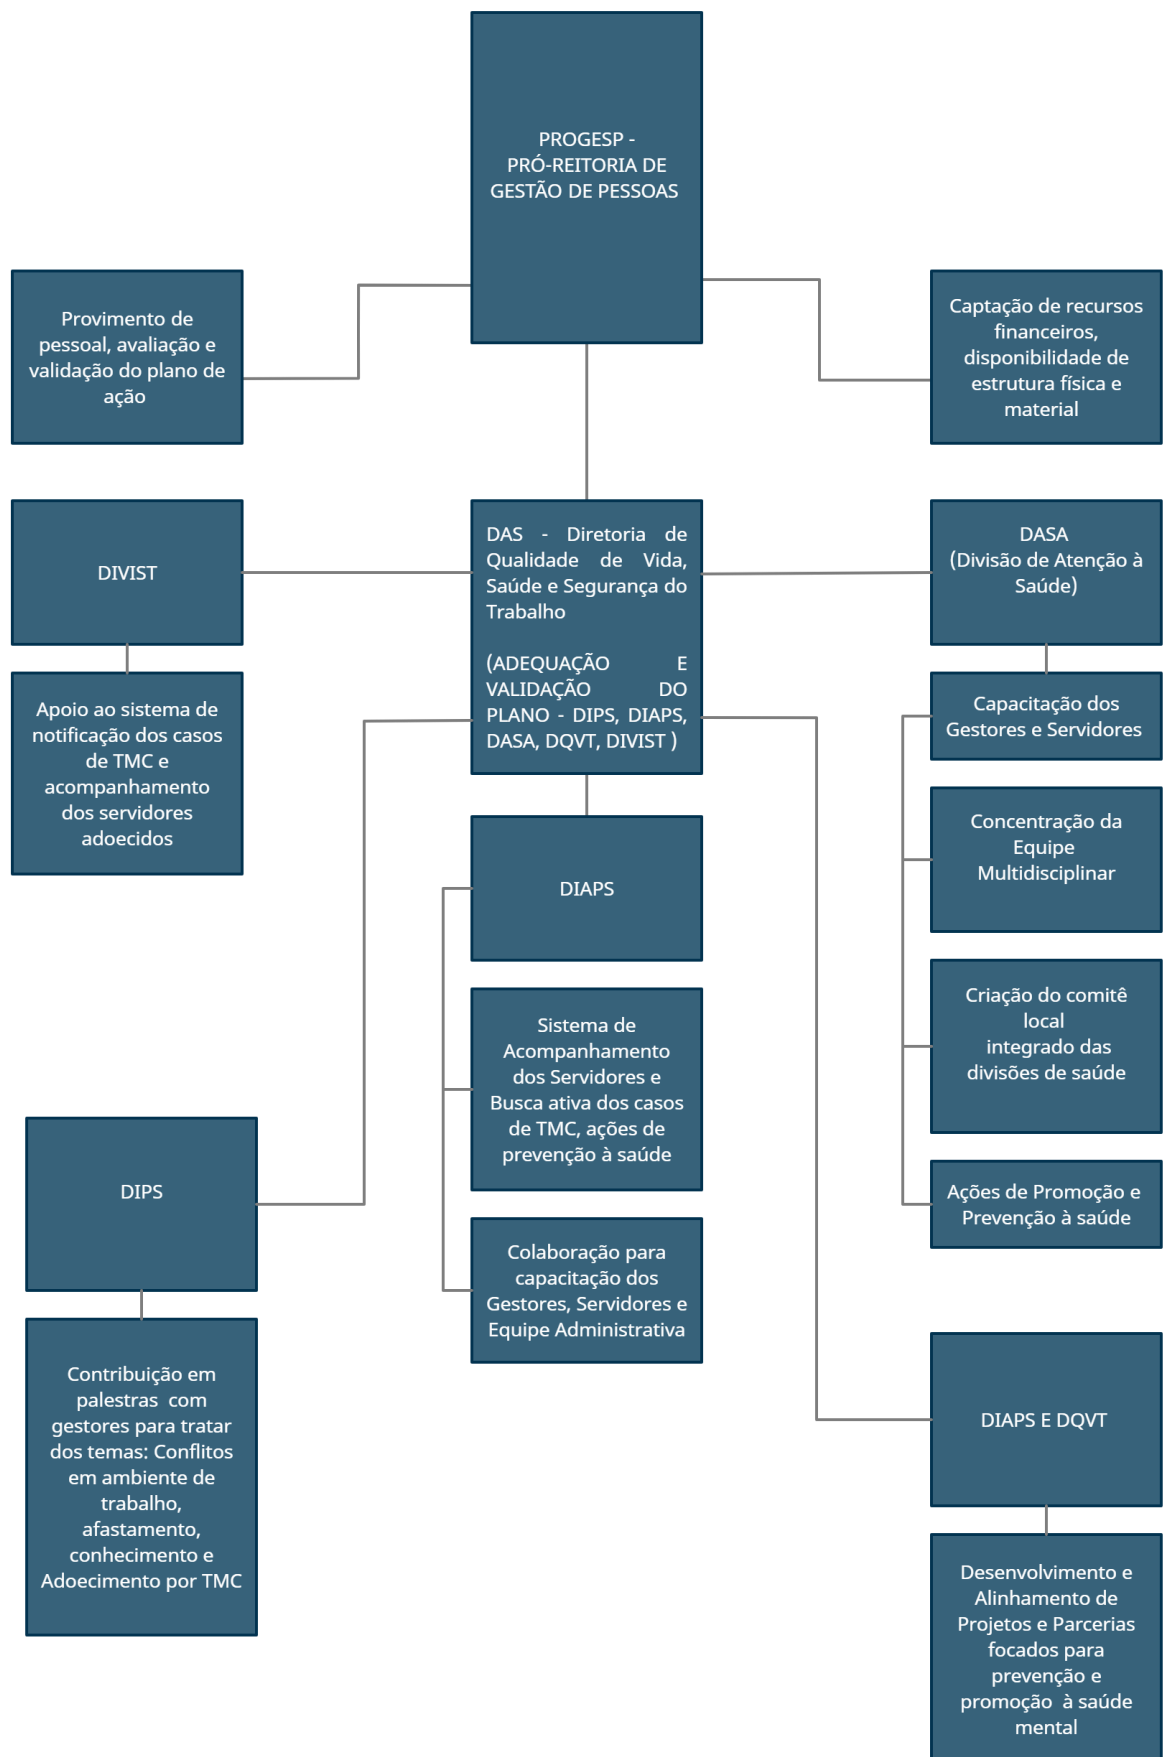 PROGESP -
PRÓ-REITORIA DE
GESTÃO DE PESSOAS
Provimento de
pessoal, avaliação e
validação do plano de
ação
Captação de recursos
financeiros,
disponibilidade de
estrutura física e
material
DIVIST
DAS - Diretoria de
Qualidade de Vida,
Saúde e Segurança do
Trabalho
(ADEQUAÇÃO E
VALIDAÇÃO DO
PLANO - DIPS, DIAPS,
DASA, DQVT, DIVIST )
DASA
(Divisão de Atenção à
Saúde)
Apoio ao sistema de
notificação dos casos
de TMC e
acompanhamento
dos servidores
adoecidos
Capacitação dos
Gestores e Servidores
Concentração da
Equipe
Multidisciplinar
Criação do comitê
local
integrado das
divisões de saúde
Ações de Promoção e
Prevenção à saúde
DIAPS
Sistema de
Acompanhamento
dos Servidores e
Busca ativa dos casos
de TMC, ações de
prevenção à saúde
Colaboração para
capacitação dos
Gestores, Servidores e
Equipe Administrativa
DIPS
Contribuição em
palestras com
gestores para tratar
dos temas: Conflitos
em ambiente de
trabalho,
afastamento,
conhecimento e
Adoecimento por TMC
DIAPS E DQVT
Desenvolvimento e
Alinhamento de
Projetos e Parcerias
focados para
prevenção e
promoção à saúde
mental